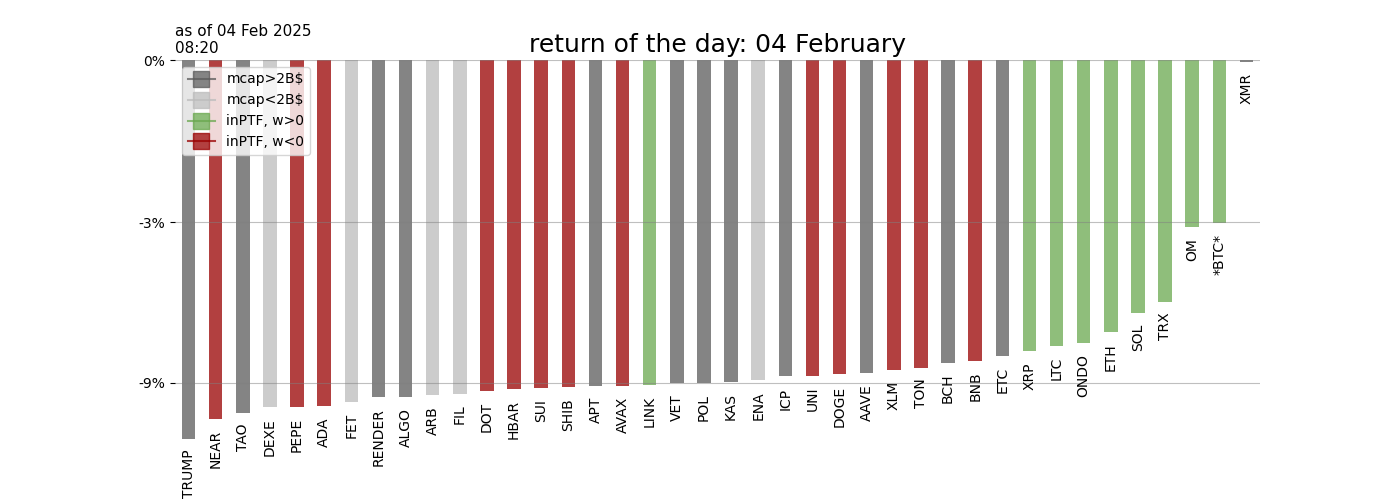 as of 04 Feb 2025
08:20
return of the day: 04 February
0%
-3%
-9%
mcap>2B$
mcap<2B$
inPTF, w>0
inPTF, w<0
TRUMP
NEAR
TAO
DEXE
PEPE
ADA
FET
RENDER
ALGO
ARB
FIL
DOT
HBAR
SUI
SHIB
APT
AVAX
LINK
VET
POL
KAS
ENA
ICP
UNI
DOGE
AAVE
XLM
TON
BCH
BNB
ETC
XRP
LTC
ONDO
ETH
SOL
TRX
OM
*BTC*
XMR